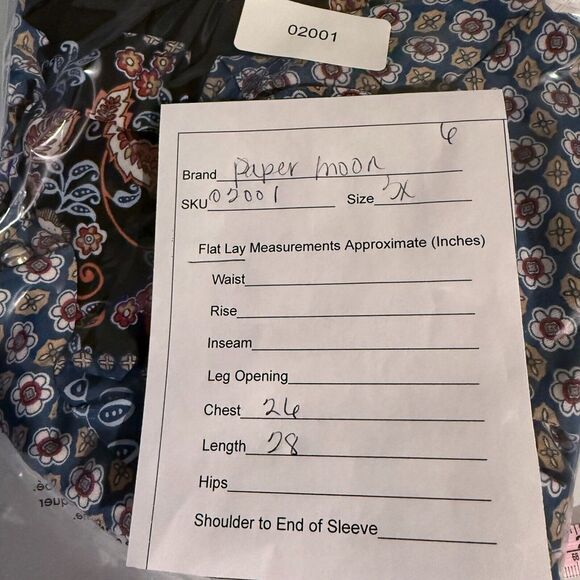 02001
6
Brand paper moon
SKU 02001 Size 3X
Flat Lay Measurements Approximate (Inches)
Waist
Rise
Inseam
Leg Opening
Chest 26
Length 28
Hips
Shoulder to End of Sleeve